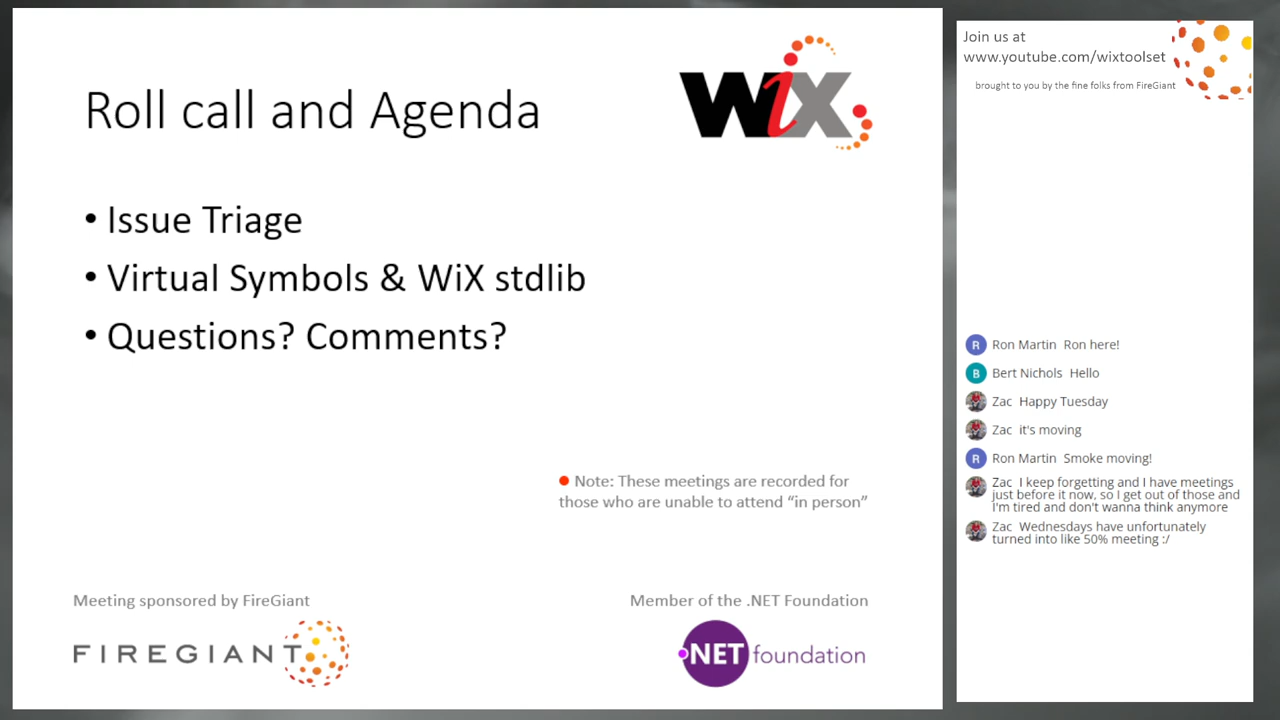 Roll call and Agenda
WiX
• Issue Triage
• Virtual Symbols & WiX stdlib
• Questions? Comments?
Note: These meetings are recorded for
those who are unable to attend “in person”
Meeting sponsored by FireGiant
FIREGIANT
Member of the .NET Foundation
.NET foundation
Join us at
www.youtube.com/wixtoolset
brought to you by the fine folks from FireGiant
R Ron Martin Ron here!
B Bert Nichols Hello
Zac Happy Tuesday
Zac it's moving
R Ron Martin Smoke moving!
Zac I keep forgetting and I have meetings
just before it now, so I get out of those and
I'm tired and don't wanna think anymore
Zac Wednesdays have unfortunately
turned into like 50% meeting :/